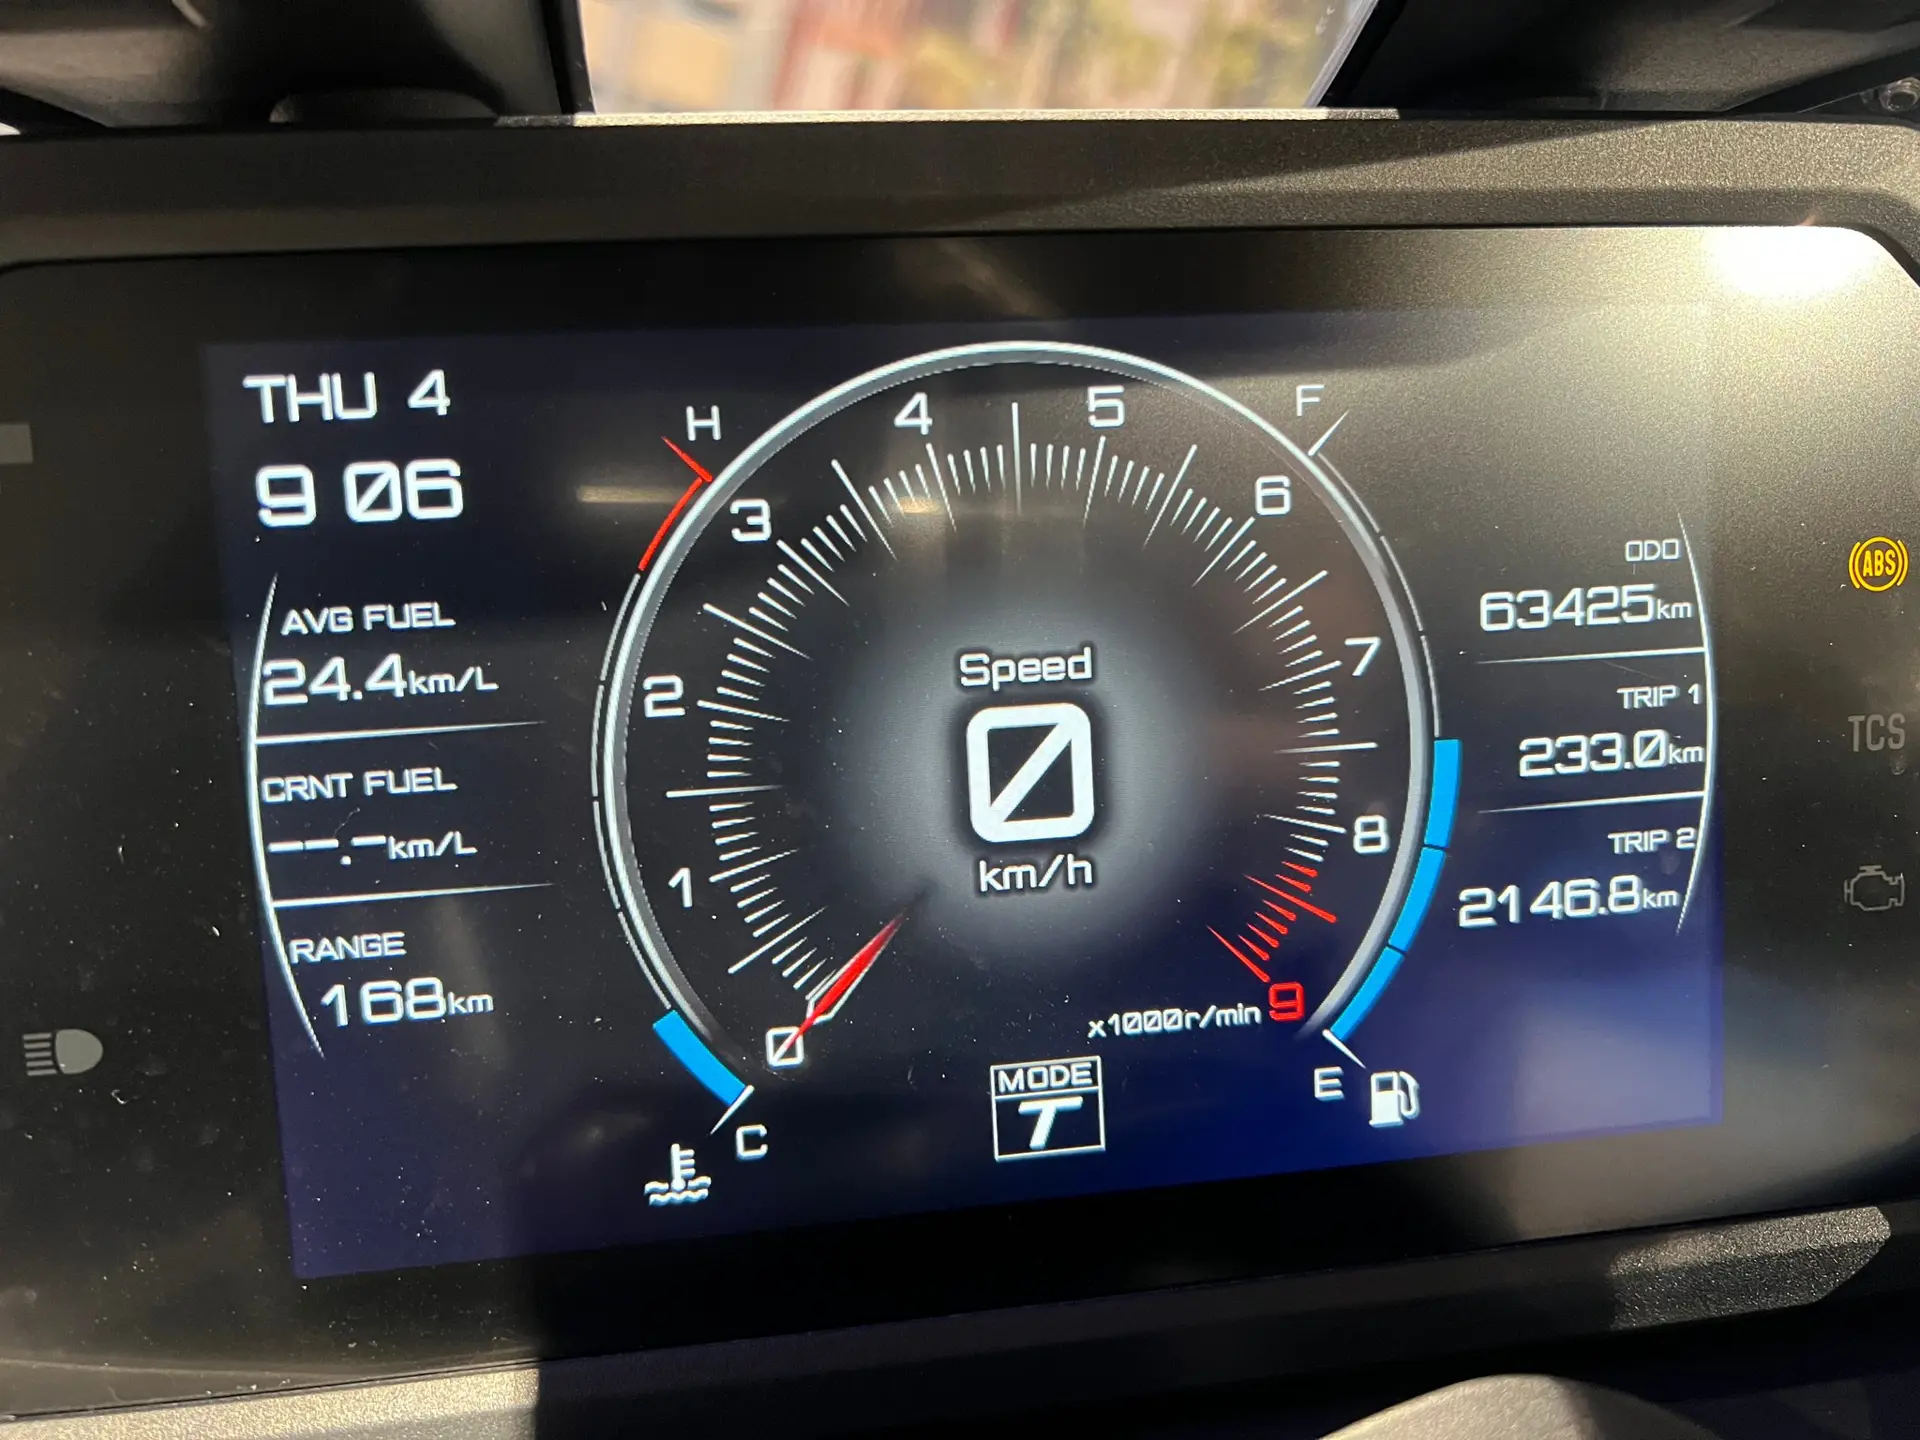 THU 4
9 06
AVG FUEL
24.4km/L
CRNT FUEL
--.-km/L
RANGE
168km
H
C
0
1
2
3
4
5
6
7
8
9
x1000r/min
Speed
0
km/h
MODE
T
F
E
ODO
63425km
TRIP 1
233.0km
TRIP 2
2146.8km
ABS
TCS